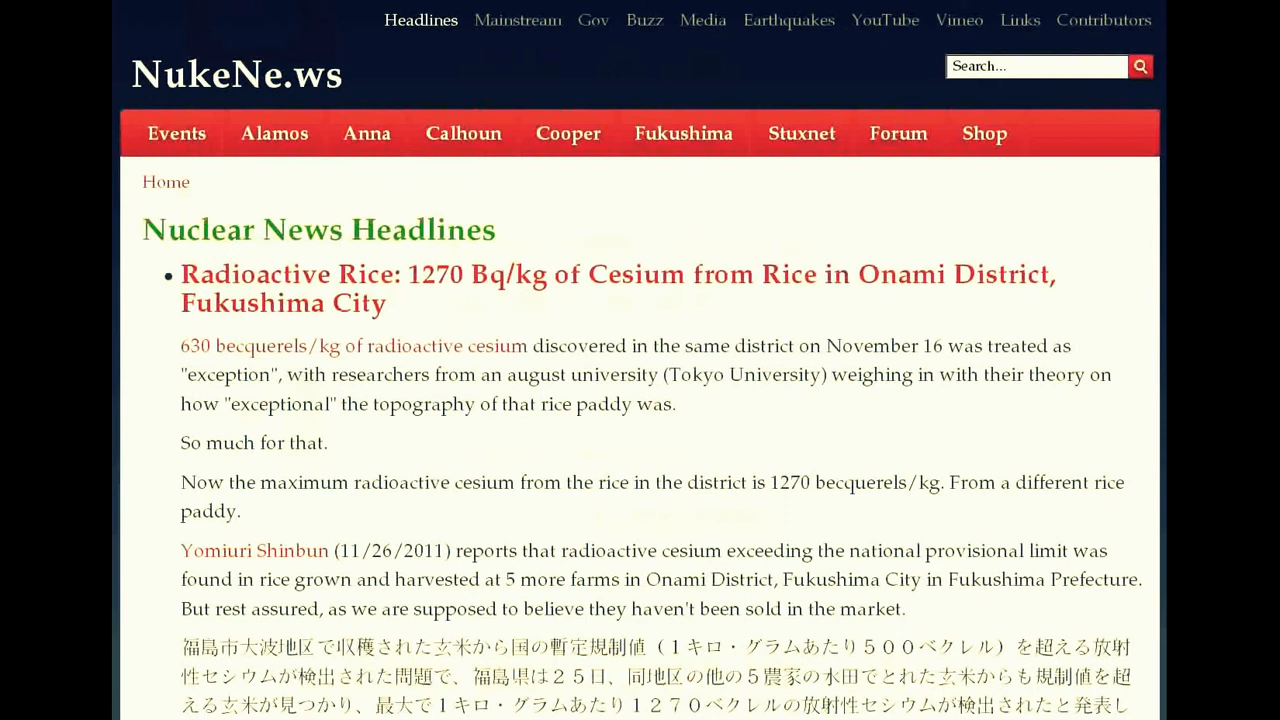 Headlines Mainstream Gov Buzz Media Earthquakes YouTube Vimeo Links Contributors
NukeNe.ws
Search...
Events Alamos Anna Calhoun Cooper Fukushima Stuxnet Forum Shop
Home
Nuclear News Headlines
• Radioactive Rice: 1270 Bq/kg of Cesium from Rice in Onami District,
Fukushima City
630 becquerels/kg of radioactive cesium discovered in the same district on November 16 was treated as
"exception", with researchers from an august university (Tokyo University) weighing in with their theory on
how "exceptional" the topography of that rice paddy was.
So much for that.
Now the maximum radioactive cesium from the rice in the district is 1270 becquerels/kg. From a different rice
paddy.
Yomiuri Shinbun (11/26/2011) reports that radioactive cesium exceeding the national provisional limit was
found in rice grown and harvested at 5 more farms in Onami District, Fukushima City in Fukushima Prefecture.
But rest assured, as we are supposed to believe they haven't been sold in the market.
福島市大波地区で収穫された玄米から国の暫定規制値（１キロ・グラムあたり５００ベクレル）を超える放射
性セシウムが検出された問題で、福島県は２５日、同地区の他の５農家の水田でとれた玄米からも規制値を超
える玄米が見つかり、最大で１キロ・グラムあたり１２７０ベクレルの放射性セシウムが検出されたと発表し